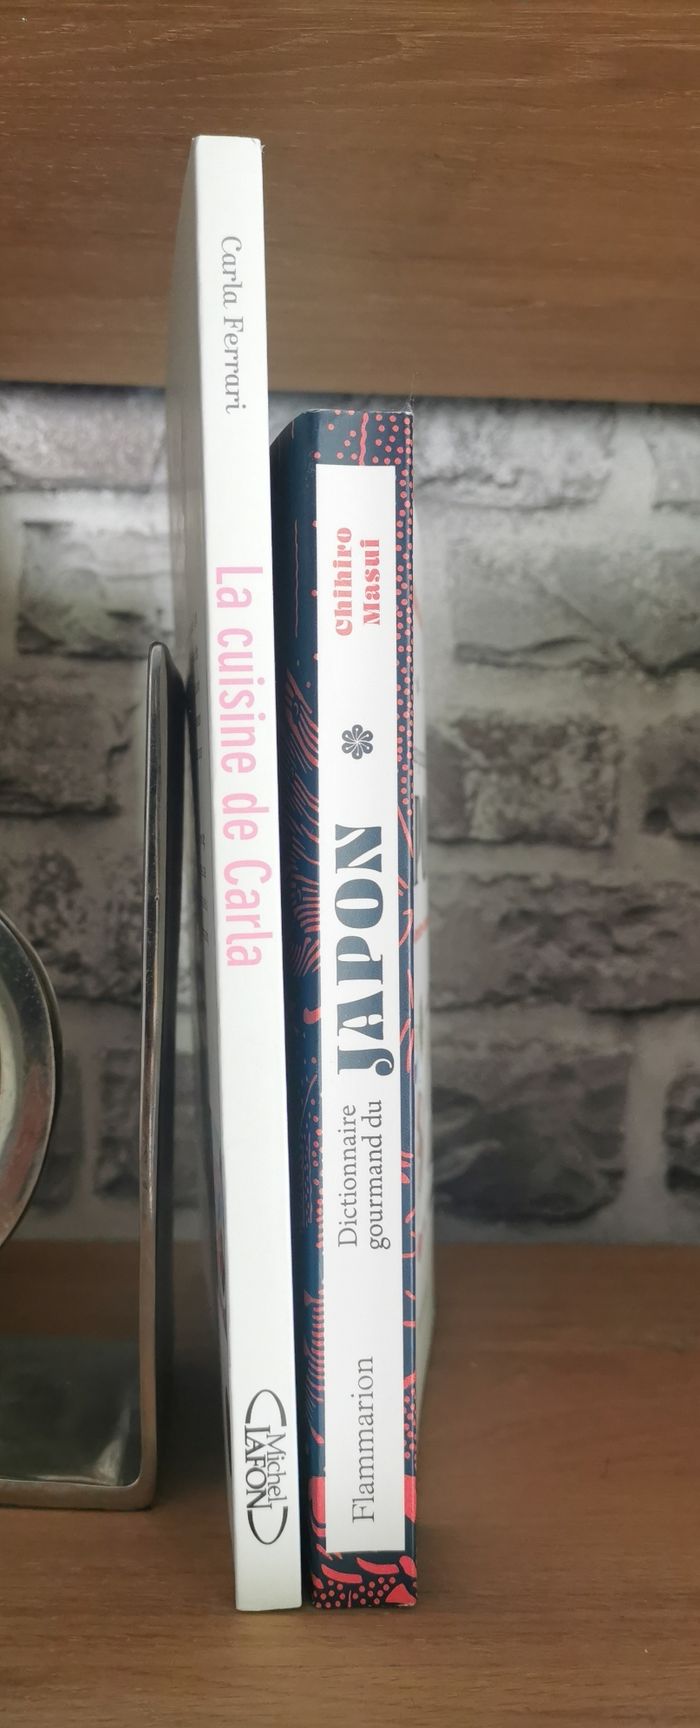 Carla Ferrari
La cuisine de Carla
Michel
LAFON
Chihiro
Masui
JAPON
Dictionnaire
gourmand du
Flammarion